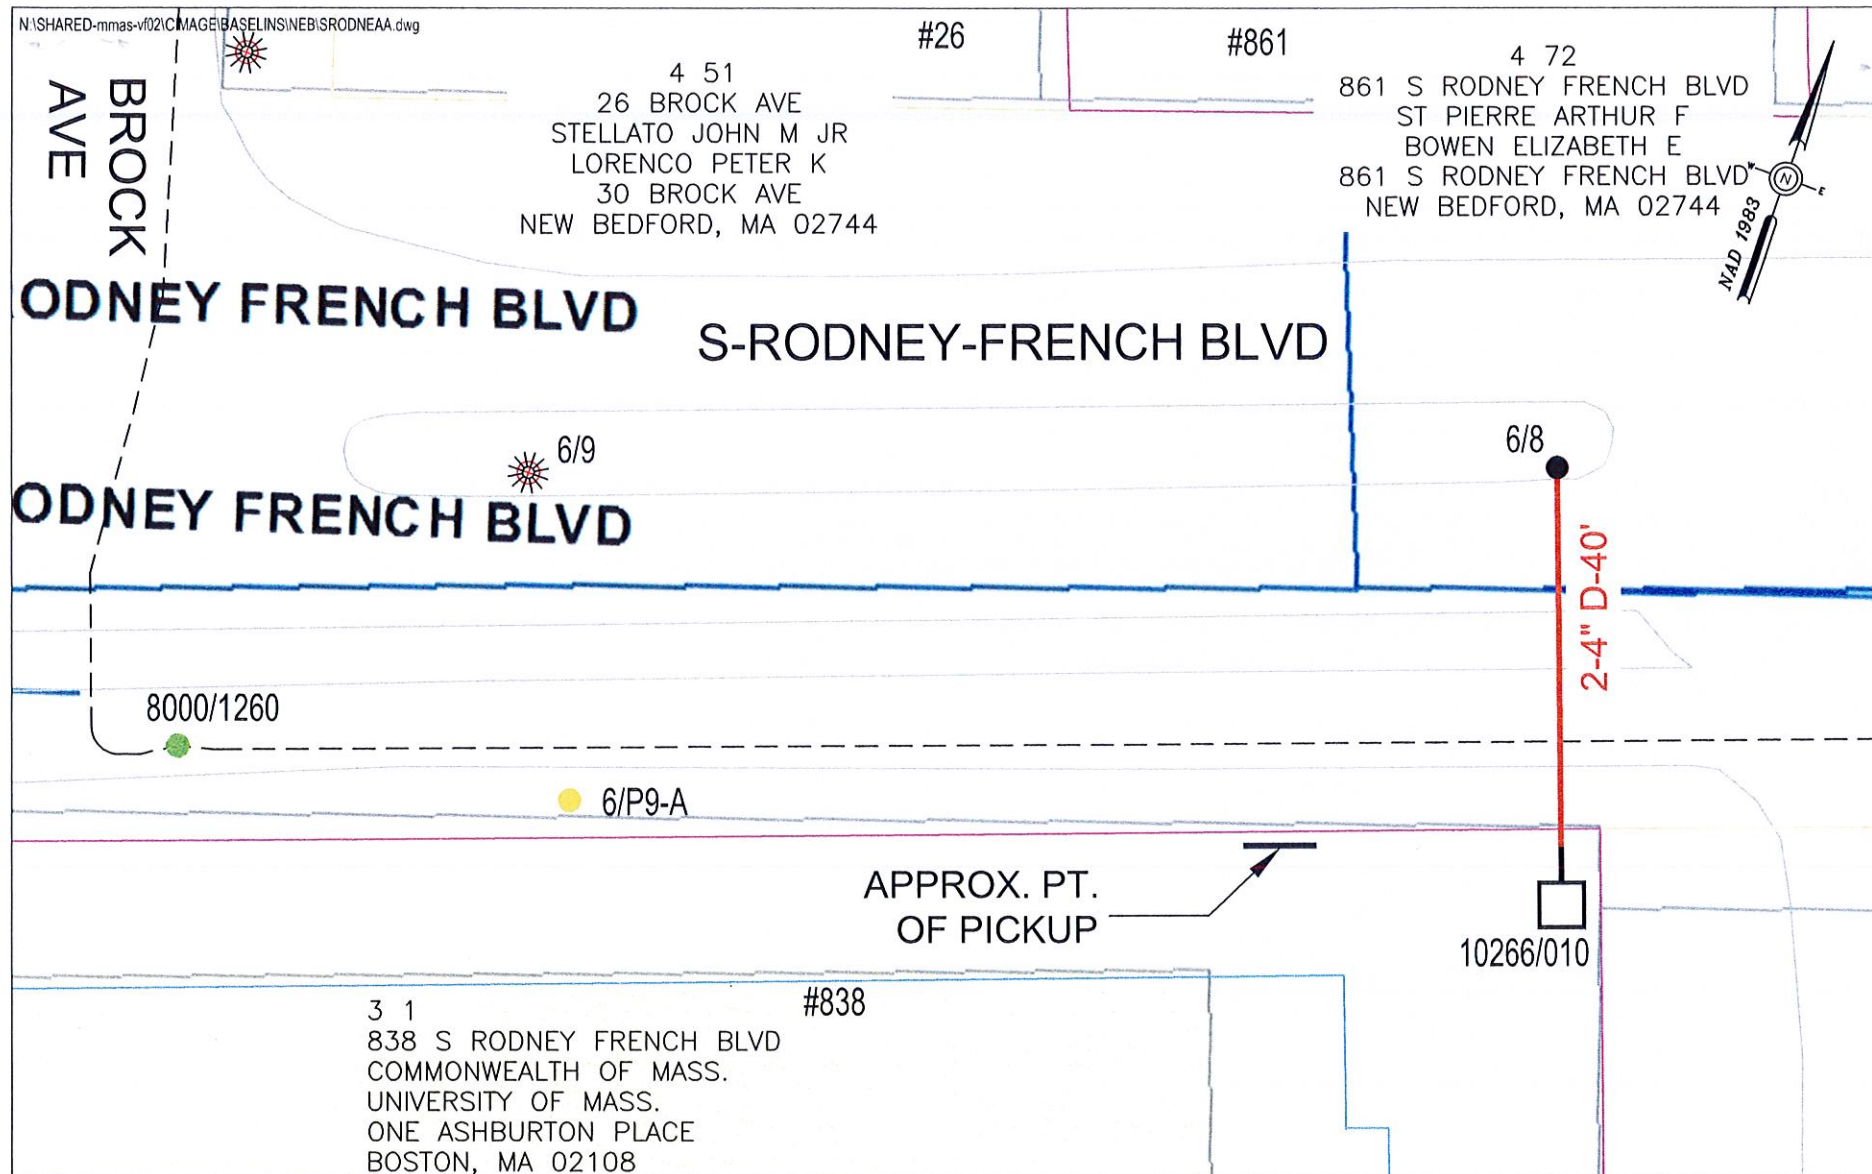 N:\SHARED-mmas-vf02\CIMAGE\BASELINS\NEB\SRODNEAA.dwg
BROCK
AVE
4 51
26 BROCK AVE
STELLATO JOHN M JR
LORENCO PETER K
30 BROCK AVE
NEW BEDFORD, MA 02744
#26
#861
4 72
861 S RODNEY FRENCH BLVD
ST PIERRE ARTHUR F
BOWEN ELIZABETH E
861 S RODNEY FRENCH BLVD
NEW BEDFORD, MA 02744
W
N
E
NAD 1983
ODNEY FRENCH BLVD
S-RODNEY-FRENCH BLVD
6/9
6/8
ODNEY FRENCH BLVD
2-4" D-40'
8000/1260
6/P9-A
APPROX. PT.
OF PICKUP
10266/010
#838
3 1
838 S RODNEY FRENCH BLVD
COMMONWEALTH OF MASS.
UNIVERSITY OF MASS.
ONE ASHBURTON PLACE
BOSTON, MA 02108